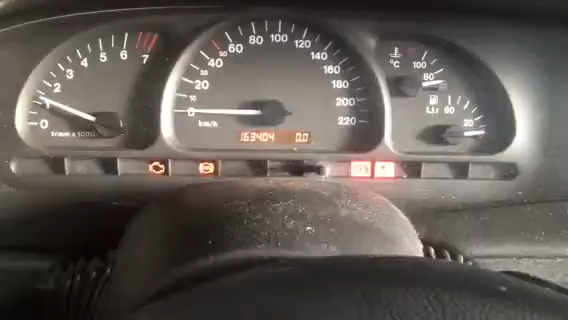 0 1 2 3 4 5 6 7
1/min x 1000
0 10 20 30 40 50 60 80 100 120 140 160 180 200 220
km/h
163404 0.0
°C 80 100
Ltr 60
20